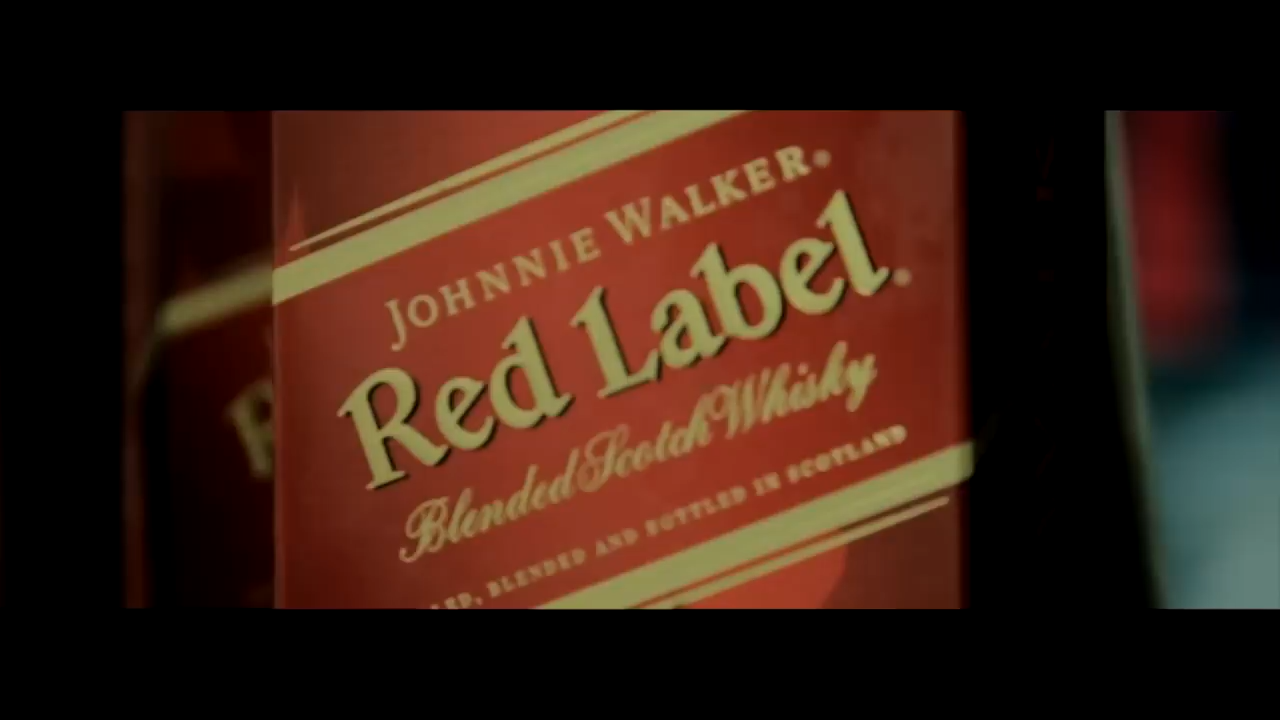 JOHNNIE WALKER®
Red Label®
Blended Scotch Whisky
BLENDED AND BOTTLED IN SCOTLAND